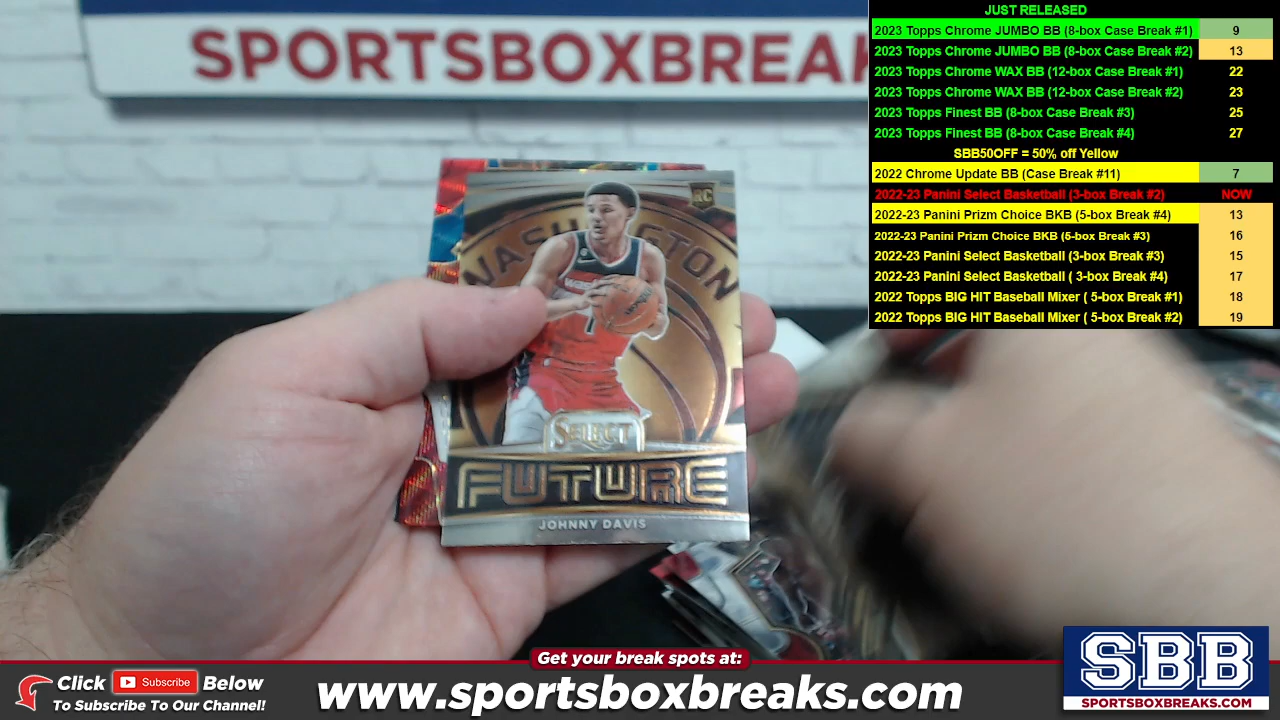 SPORTSBOXBREAK
JUST RELEASED
2023 Topps Chrome JUMBO BB (8-box Case Break #1) 9
2023 Topps Chrome JUMBO BB (8-box Case Break #2) 13
2023 Topps Chrome WAX BB (12-box Case Break #1) 22
2023 Topps Chrome WAX BB (12-box Case Break #2) 23
2023 Topps Finest BB (8-box Case Break #3) 25
2023 Topps Finest BB (8-box Case Break #4) 27
SBB50OFF = 50% off Yellow
2022 Chrome Update BB (Case Break #11) 7
2022-23 Panini Select Basketball (3-box Break #2) NOW
2022-23 Panini Prizm Choice BKB (5-box Break #4) 13
2022-23 Panini Prizm Choice BKB (5-box Break #3) 16
2022-23 Panini Select Basketball (3-box Break #3) 15
2022-23 Panini Select Basketball ( 3-box Break #4) 17
2022 Topps BIG HIT Baseball Mixer ( 5-box Break #1) 18
2022 Topps BIG HIT Baseball Mixer ( 5-box Break #2) 19
RC
WASHINGTON
SELECT
FUTURE
JOHNNY DAVIS
Get your break spots at:
Click Subscribe Below
To Subscribe To Our Channel!
www.sportsboxbreaks.com
SBB
SPORTSBOXBREAKS.COM